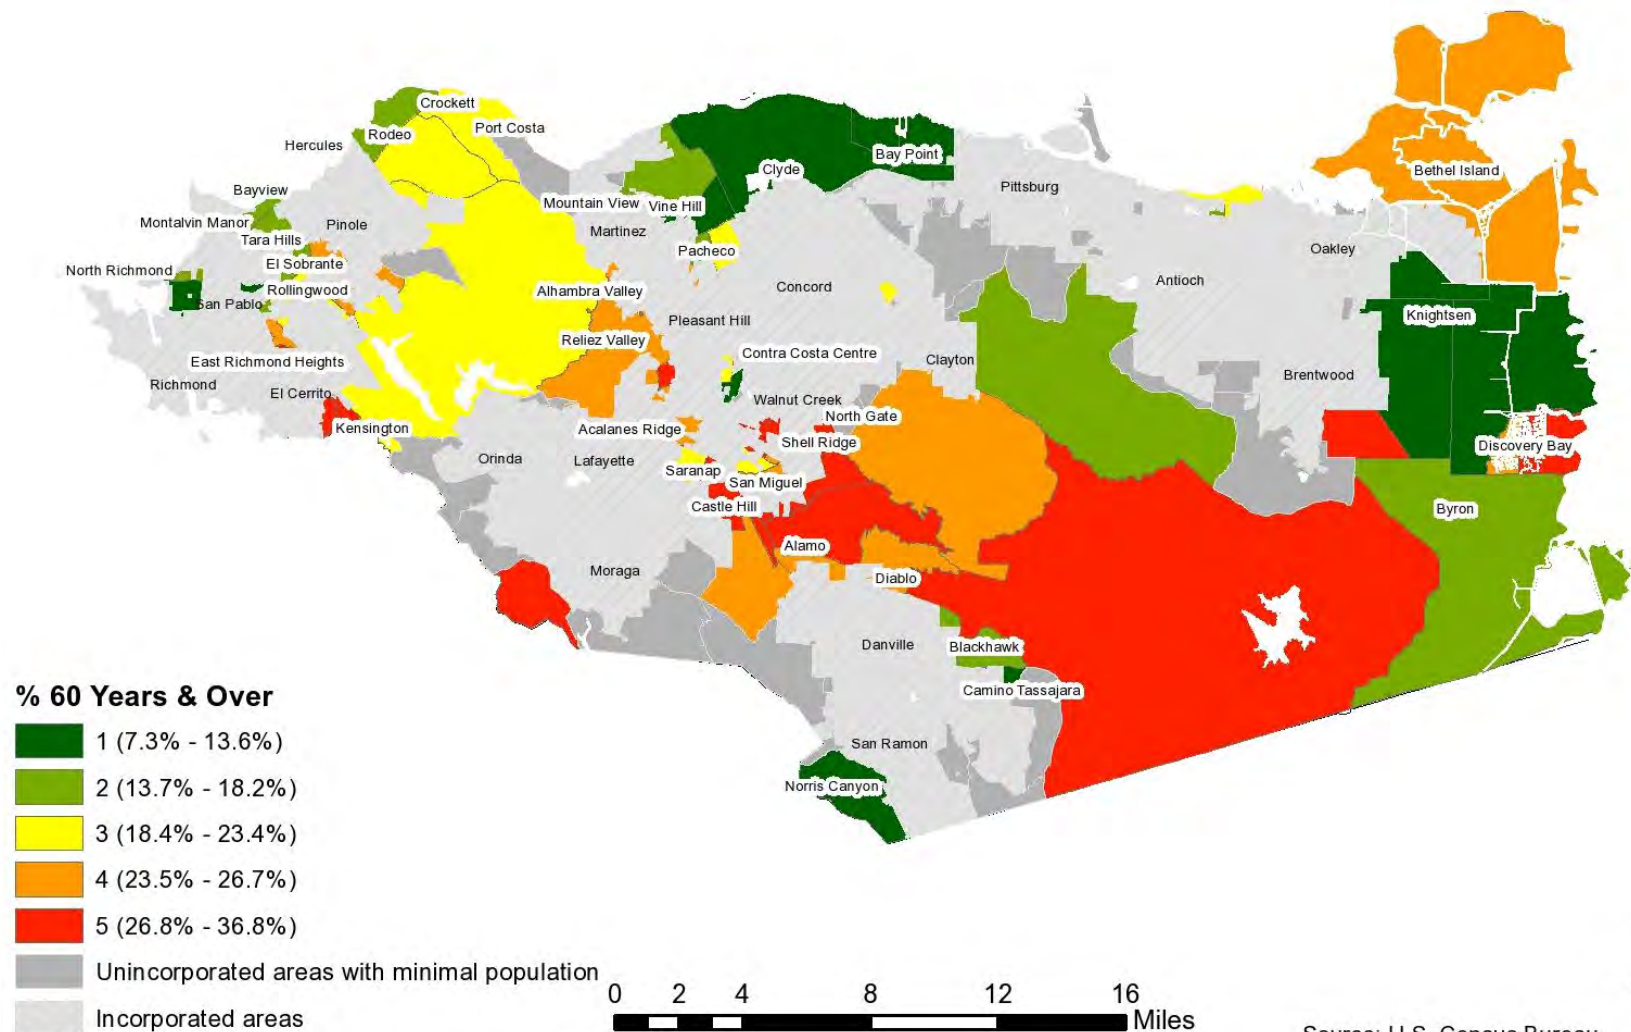 Crockett
Port Costa
Rodeo
Hercules
Bay Point
Clyde
Bethel Island
Pittsburg
Bayview
Mountain View
Vine Hill
Montalvin Manor
Pinole
Martinez
Tara Hills
Pacheco
Oakley
El Sobrante
North Richmond
Antioch
Rollingwood
Alhambra Valley
Concord
San Pablo
Knightsen
Pleasant Hill
Reliez Valley
Contra Costa Centre
Clayton
East Richmond Heights
Brentwood
Richmond
El Cerrito
Walnut Creek
North Gate
Kensington
Acalanes Ridge
Shell Ridge
Discovery Bay
Orinda
Lafayette
Saranap
San Miguel
Castle Hill
Byron
Alamo
Moraga
Diablo
Danville
Blackhawk
Camino Tassajara
San Ramon
Norris Canyon
% 60 Years & Over
1 (7.3% - 13.6%)
2 (13.7% - 18.2%)
3 (18.4% - 23.4%)
4 (23.5% - 26.7%)
5 (26.8% - 36.8%)
Unincorporated areas with minimal population
Incorporated areas
0 2 4 8 12 16
Miles
Source: U.S. Census Bureau